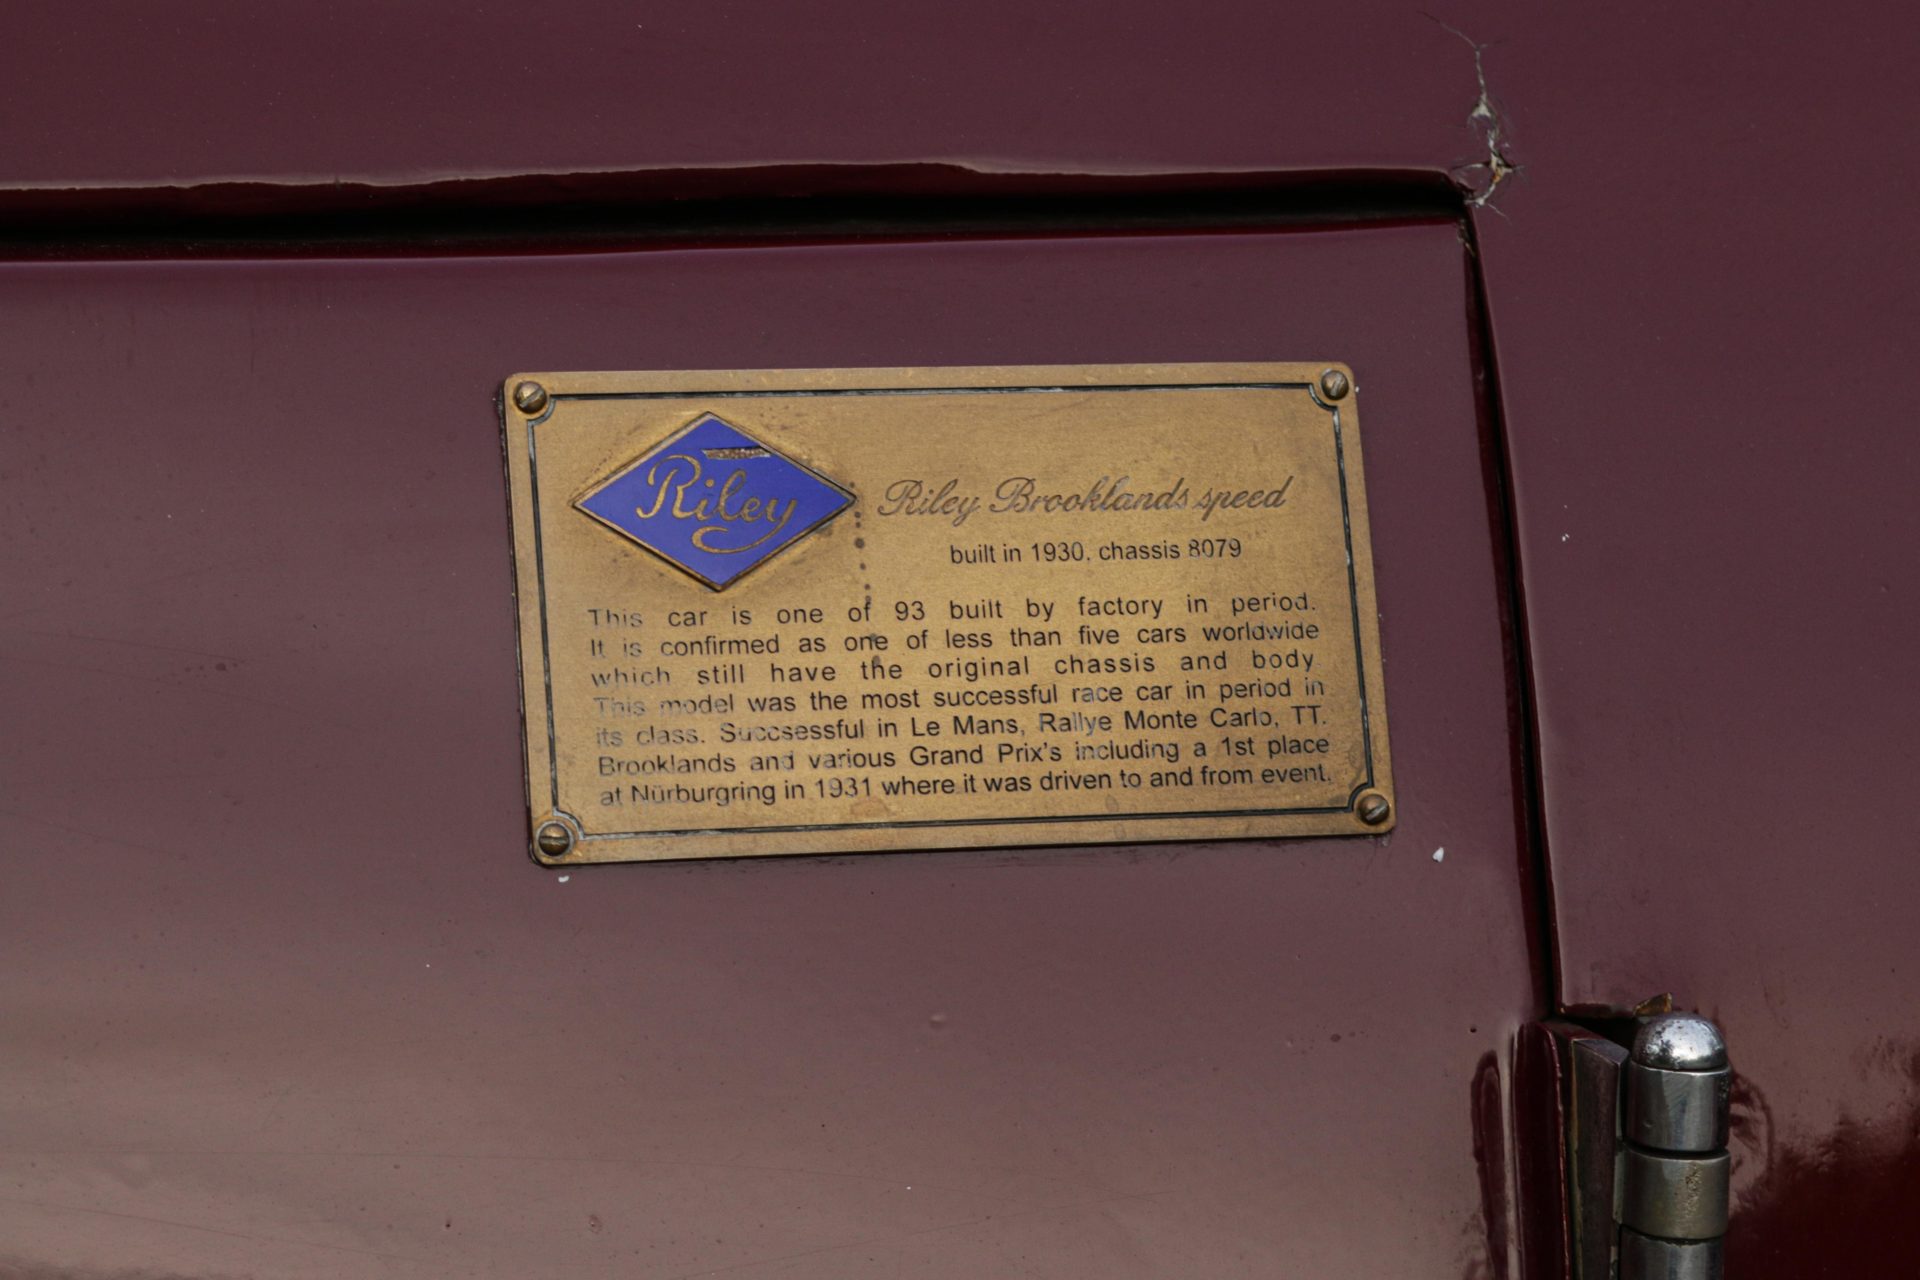 Riley
Riley Brooklands speed
built in 1930. chassis 8079
This car is one of 93 built by factory in period.
It is confirmed as one of less than five cars worldwide
which still have the original chassis and body.
This model was the most successful race car in period in
its class. Succsessful in Le Mans, Rallye Monte Carlo, TT.
Brooklands and various Grand Prix's including a 1st place
at Nürburgring in 1931 where it was driven to and from event.